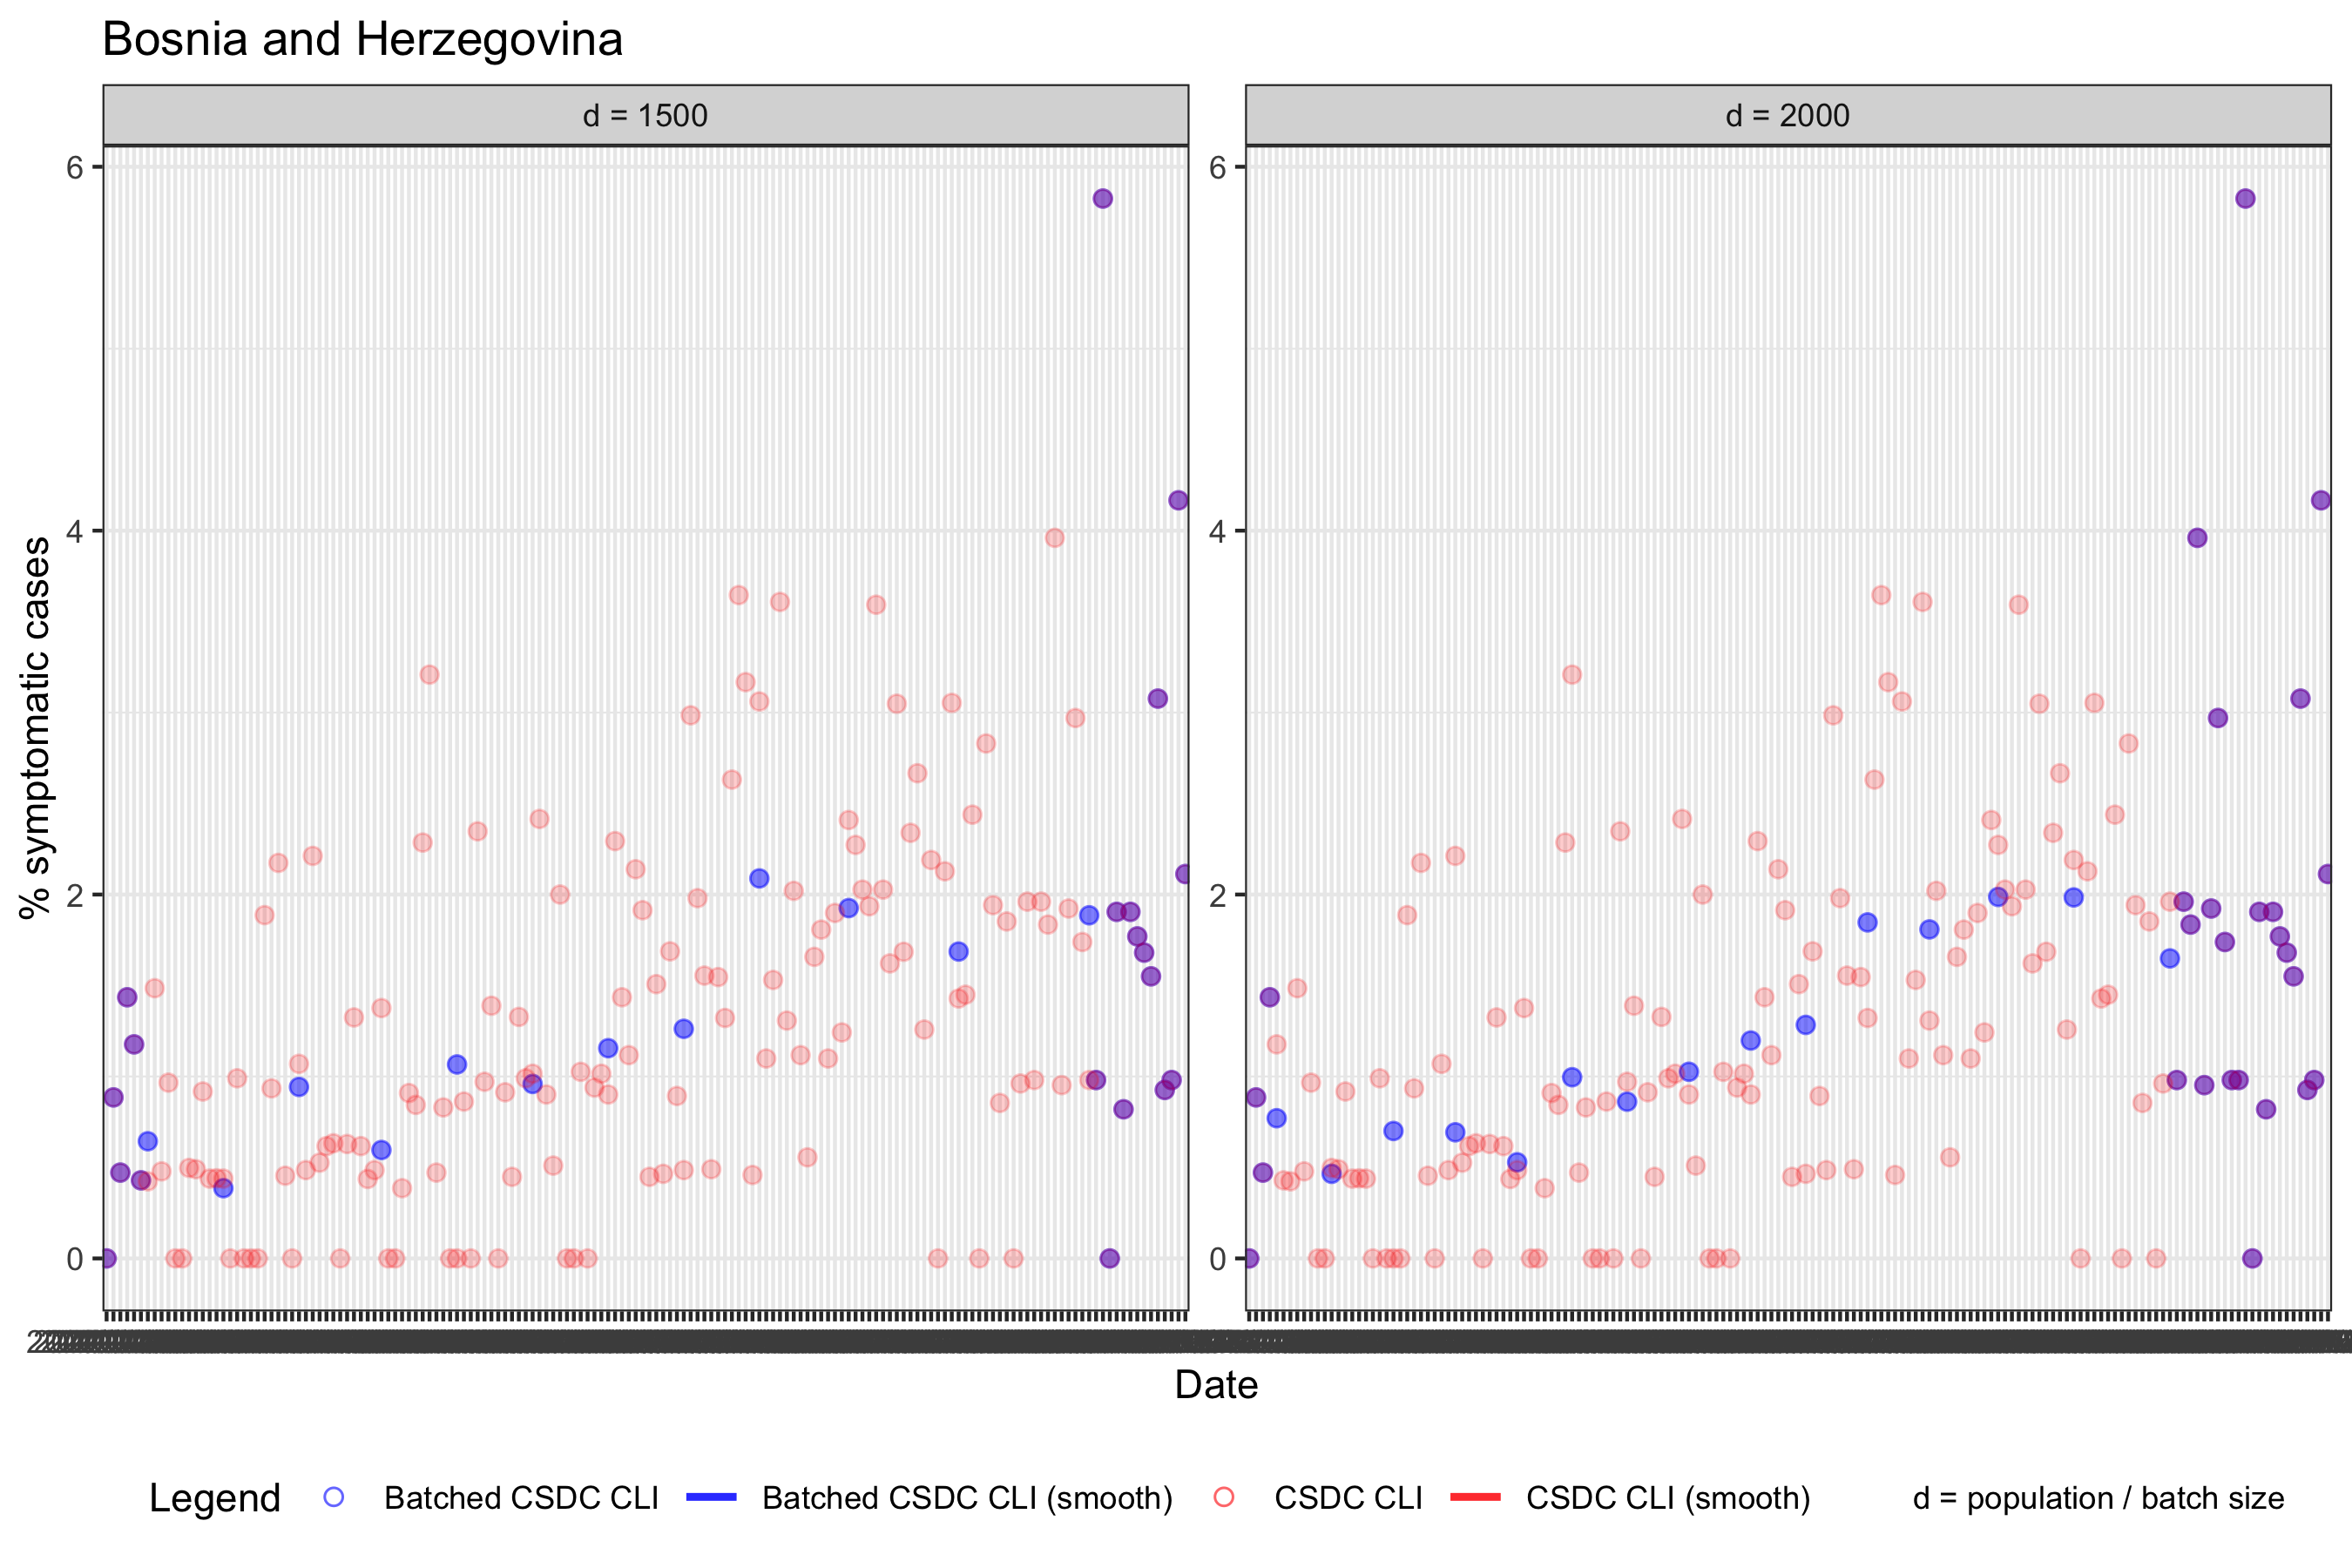 Bosnia and Herzegovina
d = 1500
d = 2000
% symptomatic cases
6
4
2
0
6
4
2
0
Date
Legend
Batched CSDC CLI
Batched CSDC CLI (smooth)
CSDC CLI
CSDC CLI (smooth)
d = population / batch size